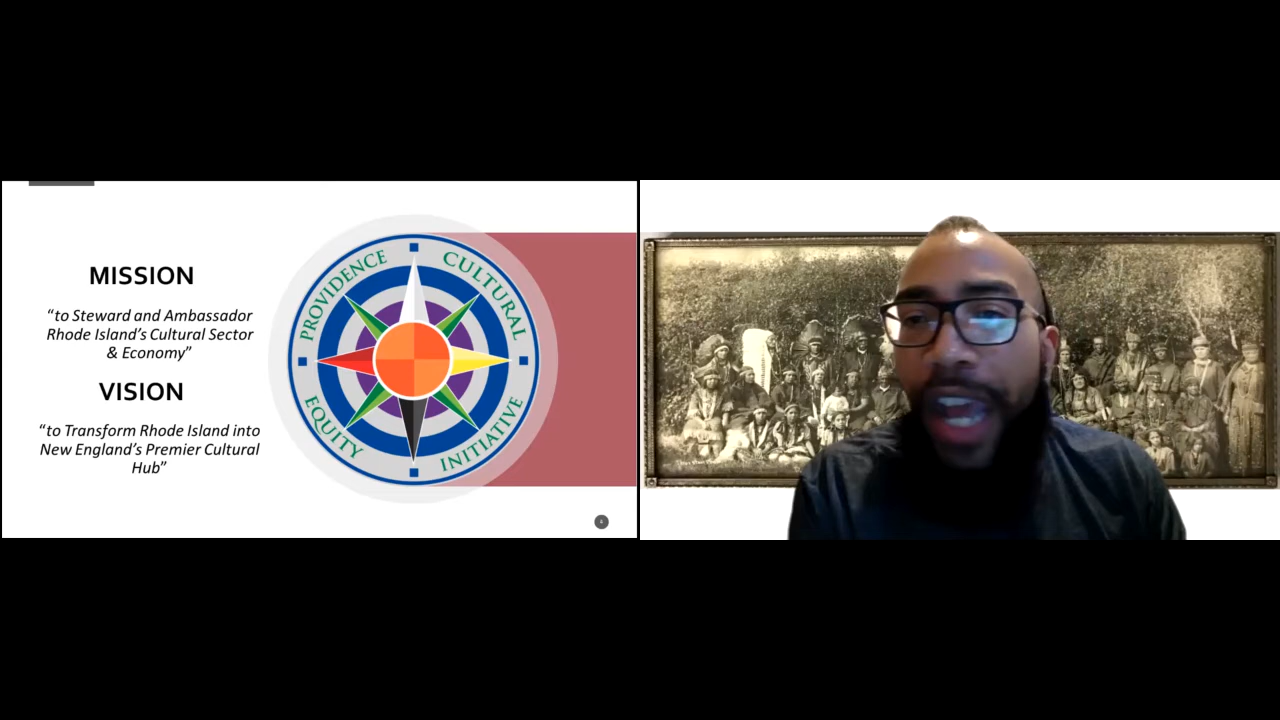 MISSION
“to Steward and Ambassador
Rhode Island’s Cultural Sector
& Economy”
VISION
“to Transform Rhode Island into
New England’s Premier Cultural
Hub”
PROVIDENCE
CULTURAL
EQUITY
INITIATIVE